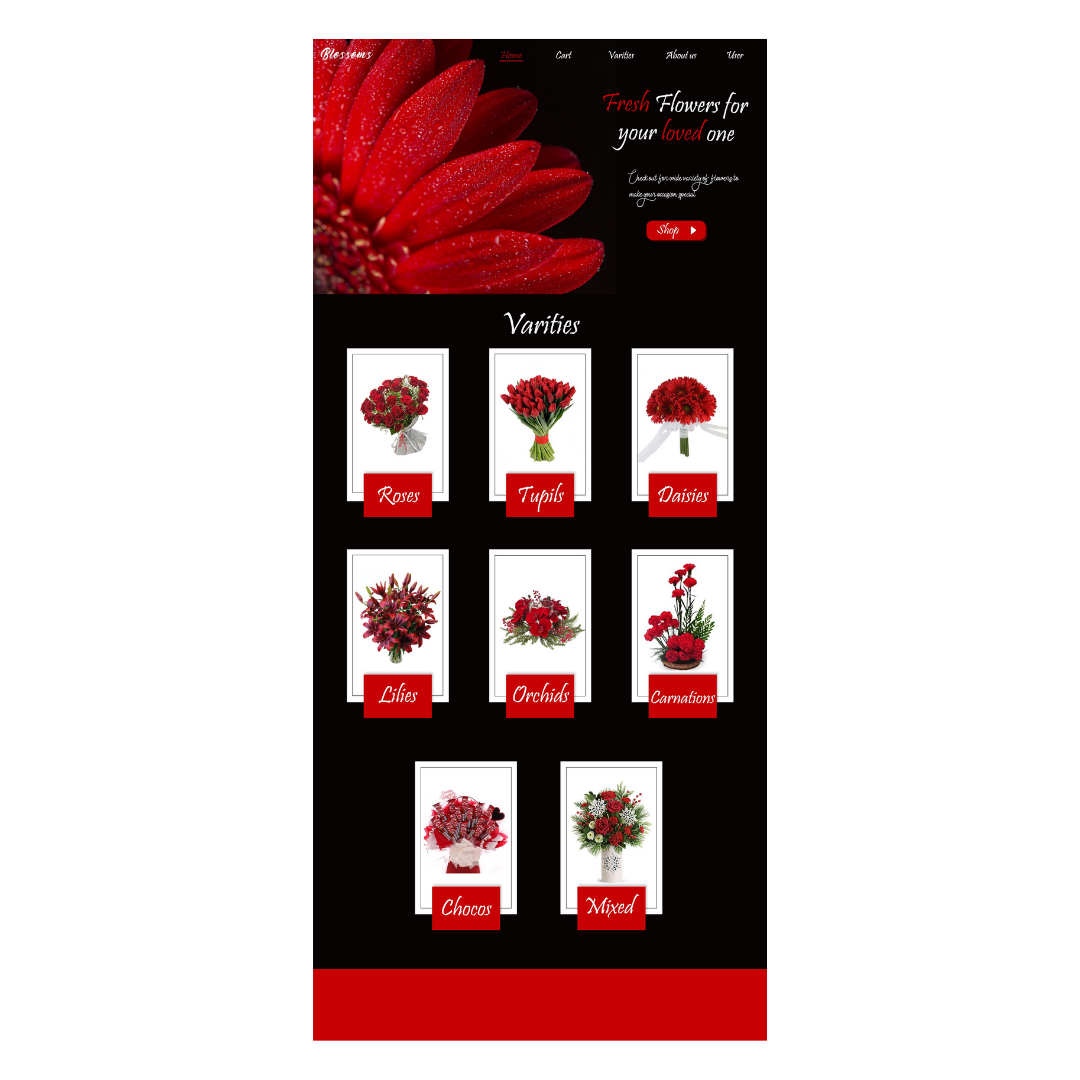 Blossoms Home Cart Varities About us User
Fresh Flowers for
your loved one
Check out for wide variety of flowers to
make your occasion special
Shop
Varities
Roses Tupils Daisies
Lilies Orchids Carnations
Chocos Mixed